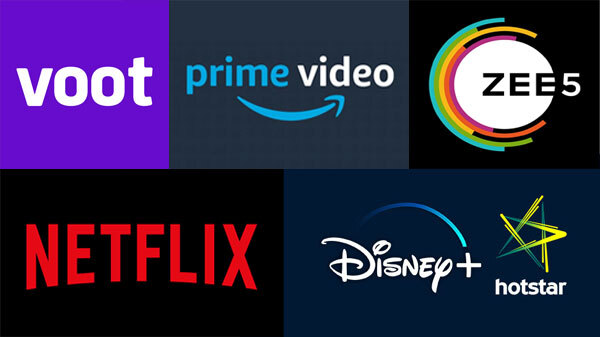 voot
prime video
ZEE5
NETFLIX
Disney+
hotstar